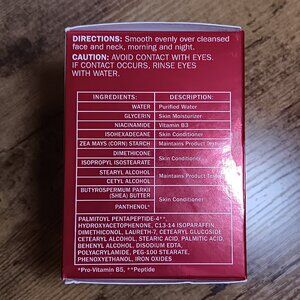 DIRECTIONS: Smooth evenly over cleansed
face and neck, morning and night.
CAUTION: AVOID CONTACT WITH EYES.
IF CONTACT OCCURS, RINSE EYES
WITH WATER.
INGREDIENTS: DESCRIPTION:
WATER Purified Water
GLYCERIN Skin Moisturizer
NIACINAMIDE Vitamin B3
ISOHEXADECANE Skin Conditioner
ZEA MAYS (CORN) STARCH Maintains Product
DIMETHICONE
ISOPROPYL ISOSTEARATE Skin Conditioner
STEARYL ALCOHOL
CETYL ALCOHOL Maintains Product
BUTYROSPERMUM PARKII
(SHEA) BUTTER Skin Conditioner
PANTHENOL*
PALMITOYL PENTAPEPTIDE-4**,
HYDROXYACETOPHENONE, C13-14 ISOPARAFFIN,
DIMETHICONOL, LAURETH-7, CETEARYL GLUCOSIDE
CETEARYL ALCOHOL, STEARIC ACID, PALMITIC ACID,
BEHENYL ALCOHOL, DISODIUM EDTA,
POLYACRYLAMIDE, PEG-100 STEARATE,
PHENOXYETHANOL, IRON OXIDES
*Pro-Vitamin B5, **Peptide